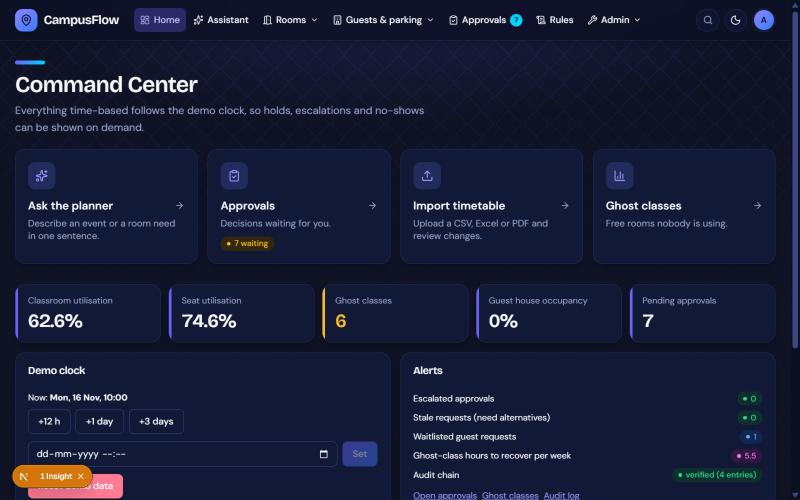 CampusFlow
Home
Assistant
Rooms
Guests & parking
Approvals 7
Rules
Admin
A
Command Center
Everything time-based follows the demo clock, so holds, escalations and no-shows
can be shown on demand.
Ask the planner
Describe an event or a room need
in one sentence.
Approvals
Decisions waiting for you.
7 waiting
Import timetable
Upload a CSV, Excel or PDF and
review changes.
Ghost classes
Free rooms nobody is using.
Classroom utilisation
62.6%
Seat utilisation
74.6%
Ghost classes
6
Guest house occupancy
0%
Pending approvals
7
Demo clock
Now: Mon, 16 Nov, 10:00
+12 h
+1 day
+3 days
dd-mm-yyyy --:--
Set
N 1 Insight
data
Alerts
Escalated approvals 0
Stale requests (need alternatives) 0
Waitlisted guest requests 1
Ghost-class hours to recover per week 5.5
Audit chain verified (4 entries)
Open approvals Ghost classes Audit log